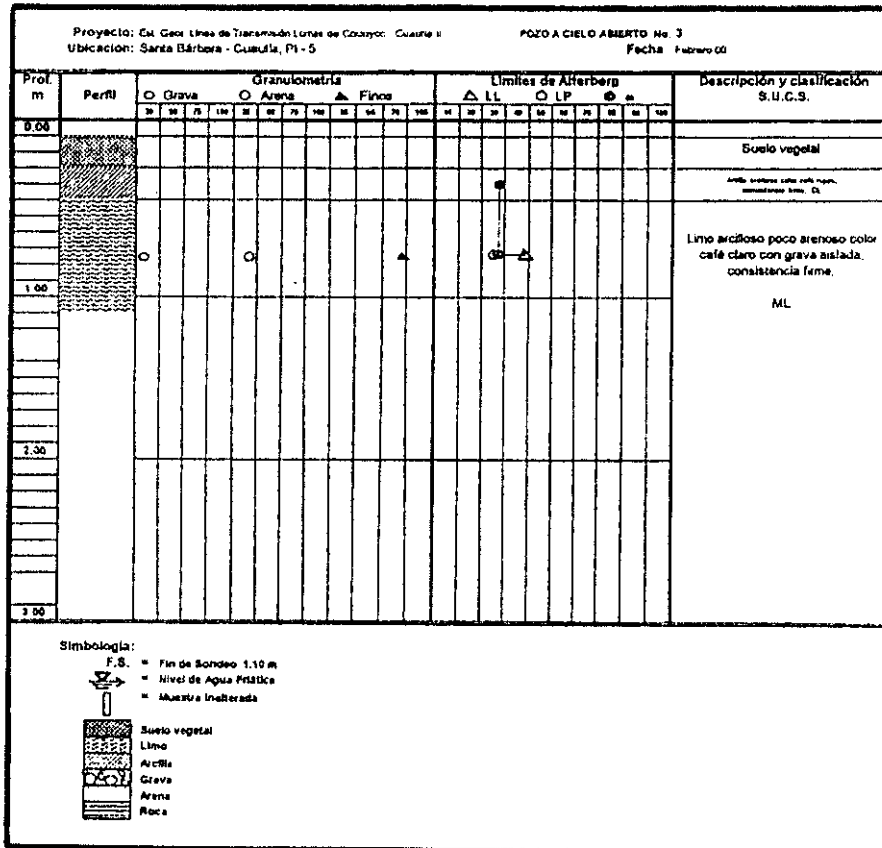 Proyecto: Est. Geot. Línea de Transmisión Lomas de Cocoyoc - Cuautla II
POZO A CIELO ABIERTO No. 3
Ubicación: Santa Bárbara - Cuautla, PI - 5
Fecha Febrero 00
Prof. m
Perfil
Granulometría
Límites de Atterberg
Descripción y clasificación S.U.C.S.
Grava Arena Finos
LL LP
0.00
Suelo vegetal
consistencia firme, CL
Limo arcilloso poco arenoso color
café claro con grava aislada,
consistencia firme,
1.00
ML
2.00
3.00
Simbología:
F.S. = Fin de Sondeo 1.10 m
= Nivel de Agua Friática
= Muestra Inalterada
Suelo vegetal
Limo
Arcilla
Grava
Arena
Roca